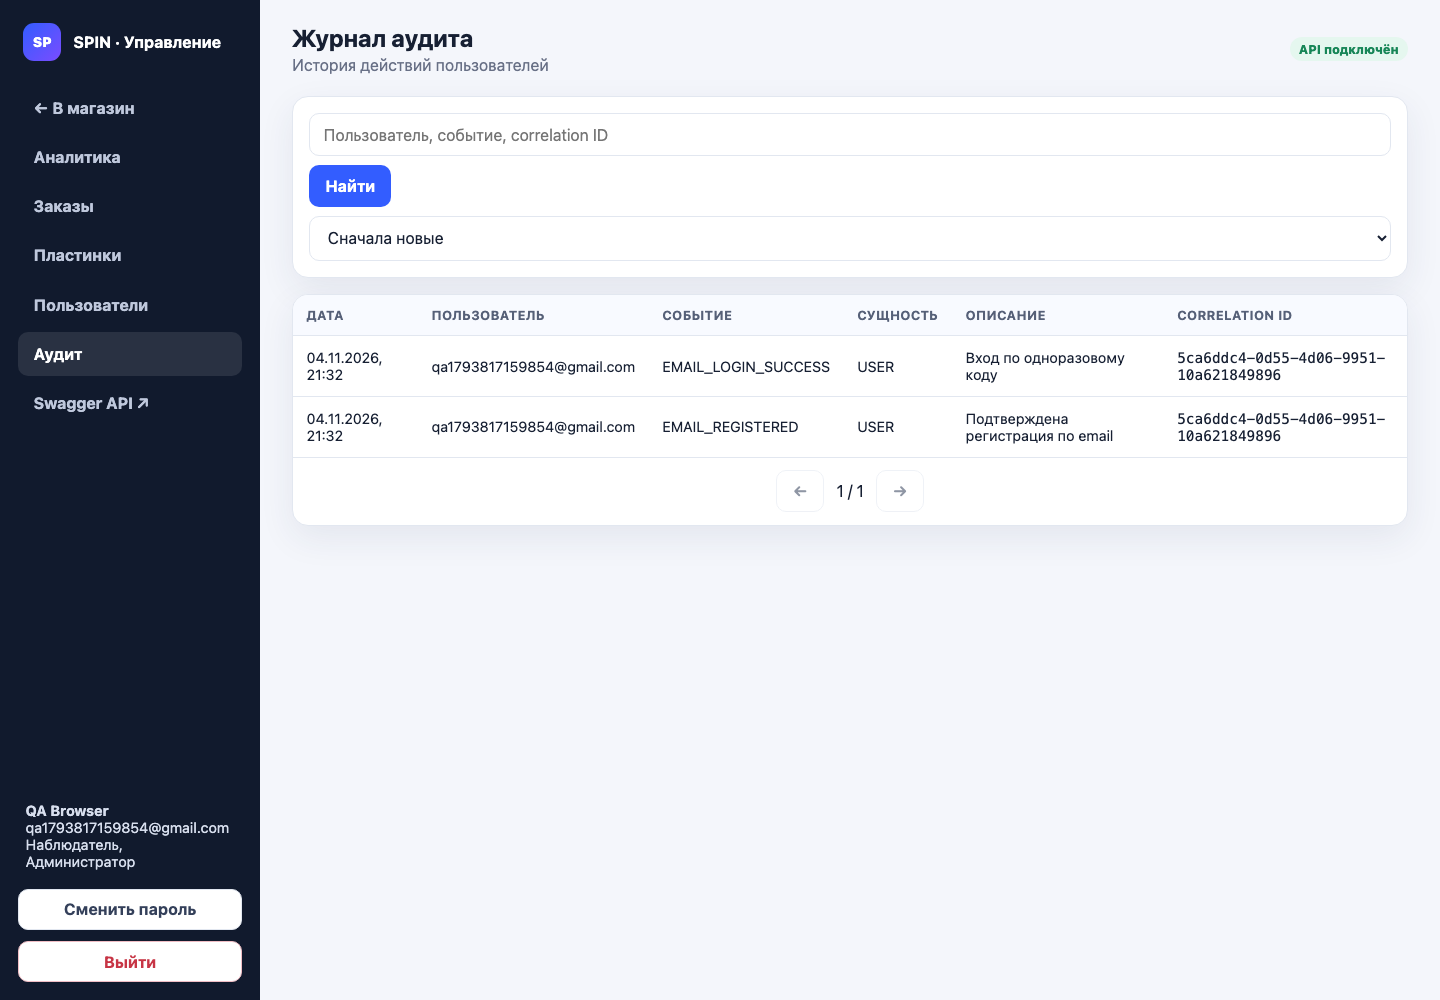 SP
SPIN · Управление
← В магазин
Аналитика
Заказы
Пластинки
Пользователи
Аудит
Swagger API ↗
QA Browser
qa1793817159854@gmail.com
Наблюдатель,
Администратор
Сменить пароль
Выйти
Журнал аудита
История действий пользователей
API подключён
Пользователь, событие, correlation ID
Найти
Сначала новые
ДАТА ПОЛЬЗОВАТЕЛЬ СОБЫТИЕ СУЩНОСТЬ ОПИСАНИЕ CORRELATION ID
04.11.2026, 21:32 qa1793817159854@gmail.com EMAIL_LOGIN_SUCCESS USER Вход по одноразовому коду 5ca6ddc4-0d55-4d06-9951-10a621849896
04.11.2026, 21:32 qa1793817159854@gmail.com EMAIL_REGISTERED USER Подтверждена регистрация по email 5ca6ddc4-0d55-4d06-9951-10a621849896
← 1 / 1 →